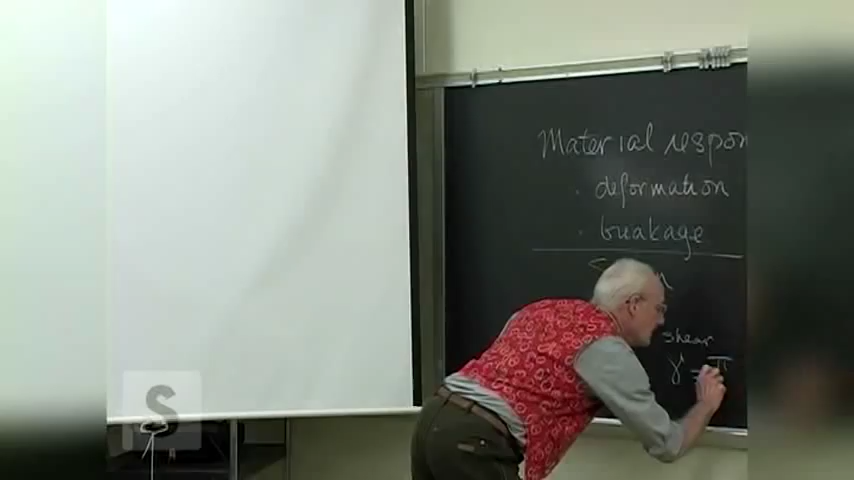 Material respon
· deformation
· breakage
shear
γ = π
S